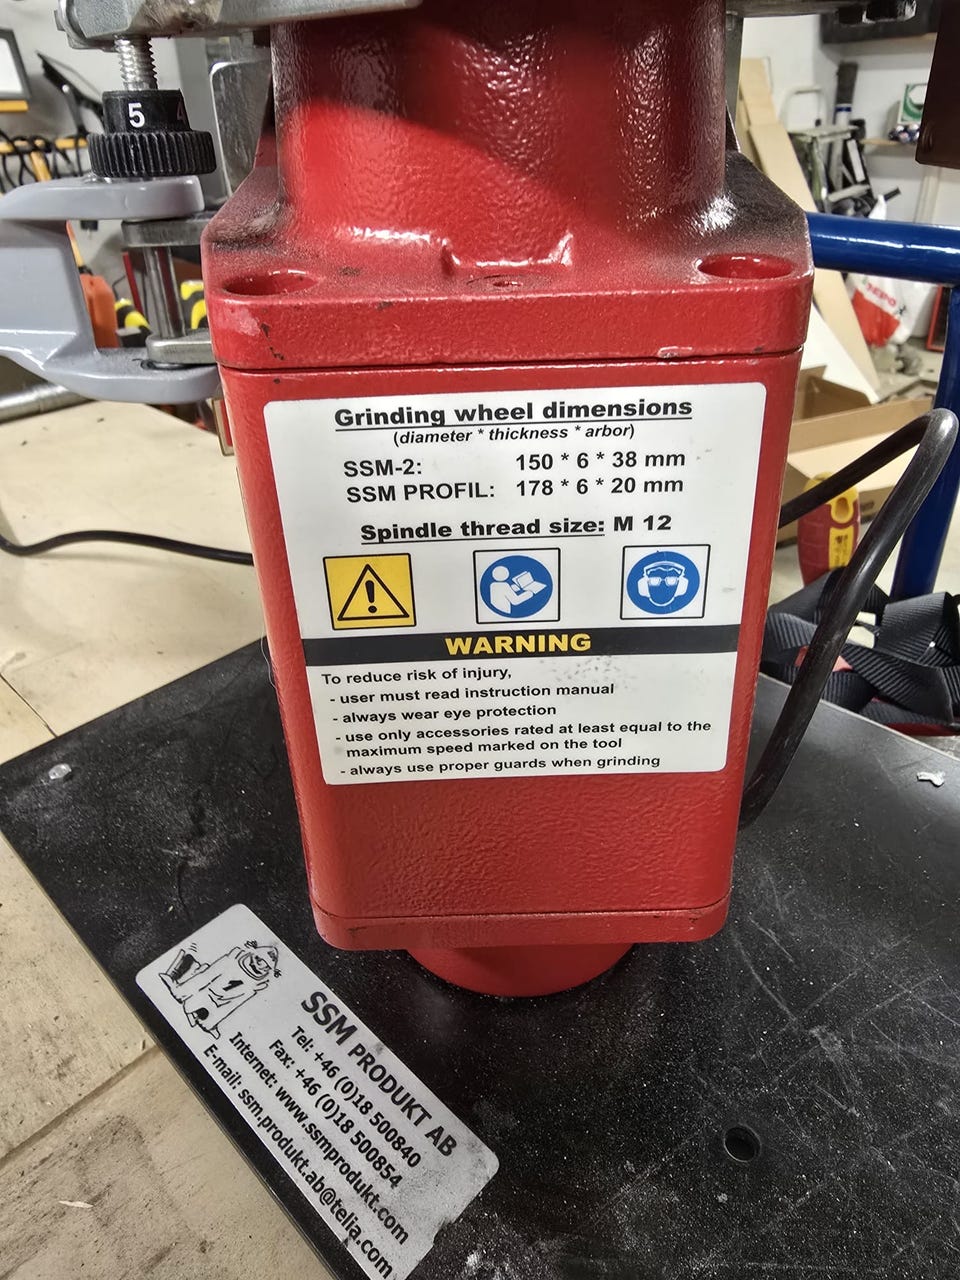 5
Grinding wheel dimensions
(diameter * thickness * arbor)
SSM-2: 150 * 6 * 38 mm
SSM PROFIL: 178 * 6 * 20 mm
Spindle thread size: M 12
WARNING
To reduce risk of injury,
- user must read instruction manual
- always wear eye protection
- use only accessories rated at least equal to the
maximum speed marked on the tool
- always use proper guards when grinding
1
SSM PRODUKT AB
Tel: +46 (0)18 500840
Fax: +46 (0)18 500854
Internet: www.ssmprodukt.com
E-mail: ssm.produkt.ab@telia.com